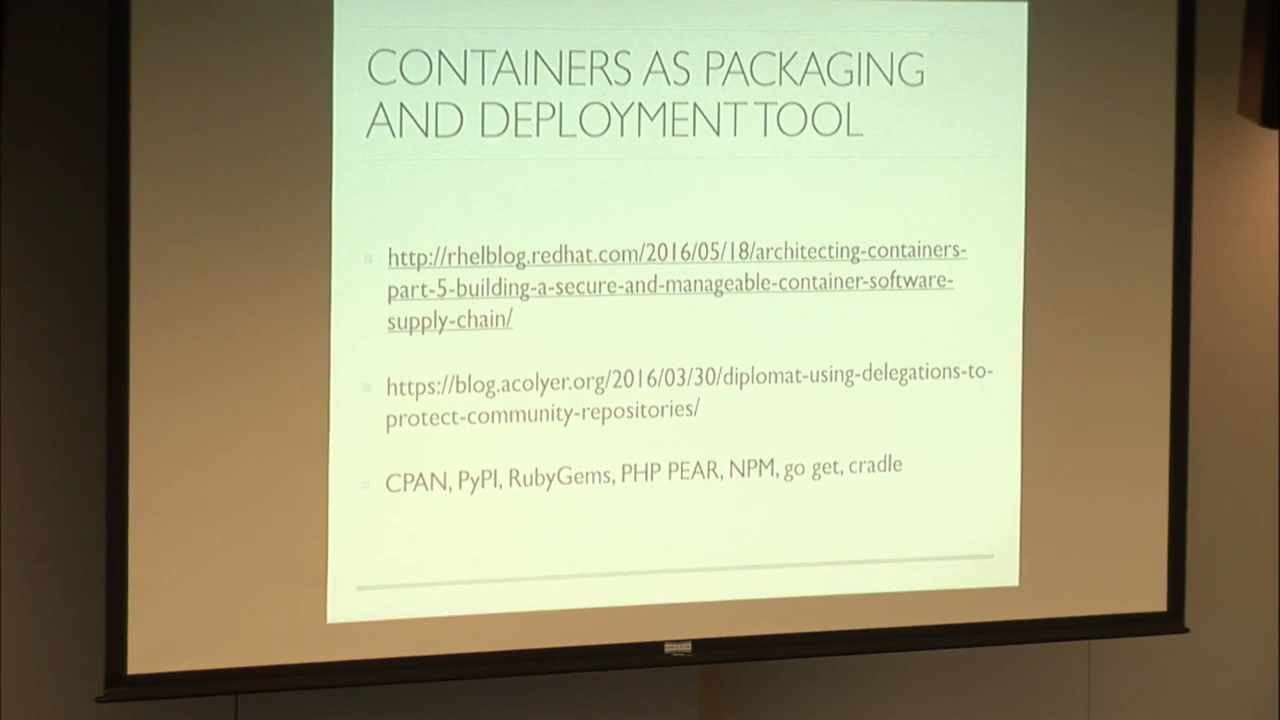 CONTAINERS AS PACKAGING
AND DEPLOYMENT TOOL
http://rhelblog.redhat.com/2016/05/18/architecting-containers-
part-5-building-a-secure-and-manageable-container-software-
supply-chain/
https://blog.acolyer.org/2016/03/30/diplomat-using-delegations-to-
protect-community-repositories/
CPAN, PyPI, RubyGems, PHP PEAR, NPM, go get, cradle